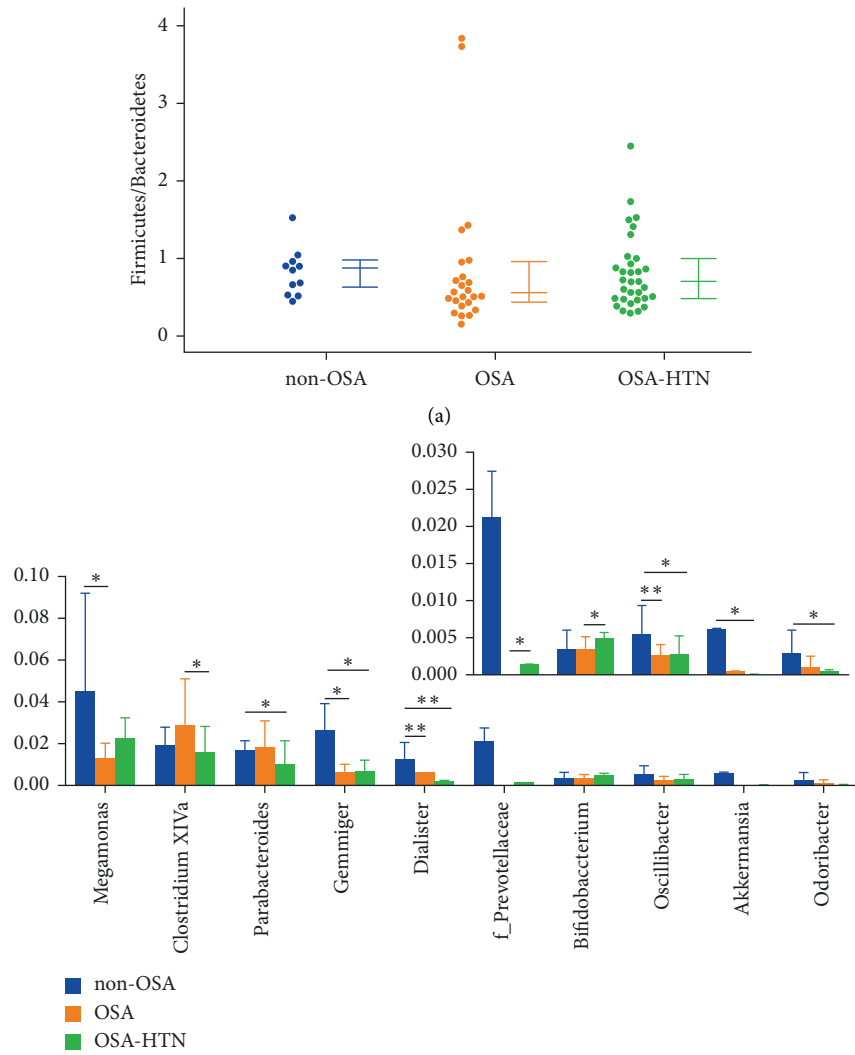 4
3
2
1
0
Firmicutes/Bacteroidetes
non-OSA OSA OSA-HTN
(a)
0.030
0.025
0.020
0.015
0.010
0.005
0.000
*
*
**
*
*
*
0.10
0.08
0.06
0.04
0.02
0.00
*
*
*
*
*
**
**
Megamonas
Clostridium XIVa
Parabacteroides
Gemmiger
Dialister
f_Prevotellaceae
Bifidobaccterium
Oscillibacter
Akkermansia
Odoribacter
non-OSA
OSA
OSA-HTN